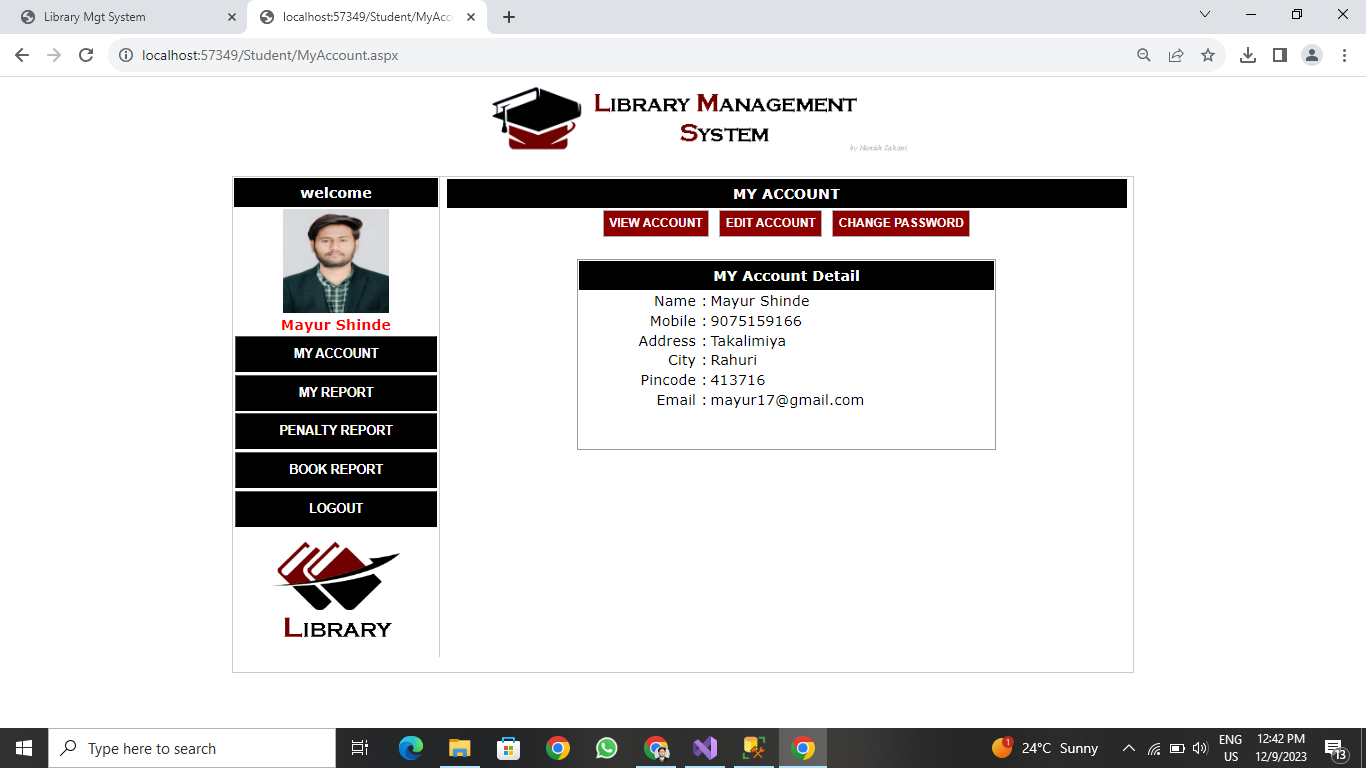 Library Mgt System
localhost:57349/Student/MyAcc
localhost:57349/Student/MyAccount.aspx
LIBRARY MANAGEMENT
SYSTEM
welcome
Mayur Shinde
MY ACCOUNT
MY REPORT
PENALTY REPORT
BOOK REPORT
LOGOUT
LIBRARY
MY ACCOUNT
VIEW ACCOUNT EDIT ACCOUNT CHANGE PASSWORD
MY Account Detail
Name : Mayur Shinde
Mobile : 9075159166
Address : Takalimiya
City : Rahuri
Pincode : 413716
Email : mayur17@gmail.com
Type here to search
1
24°C Sunny
ENG
US
12:42 PM
12/9/2023
13